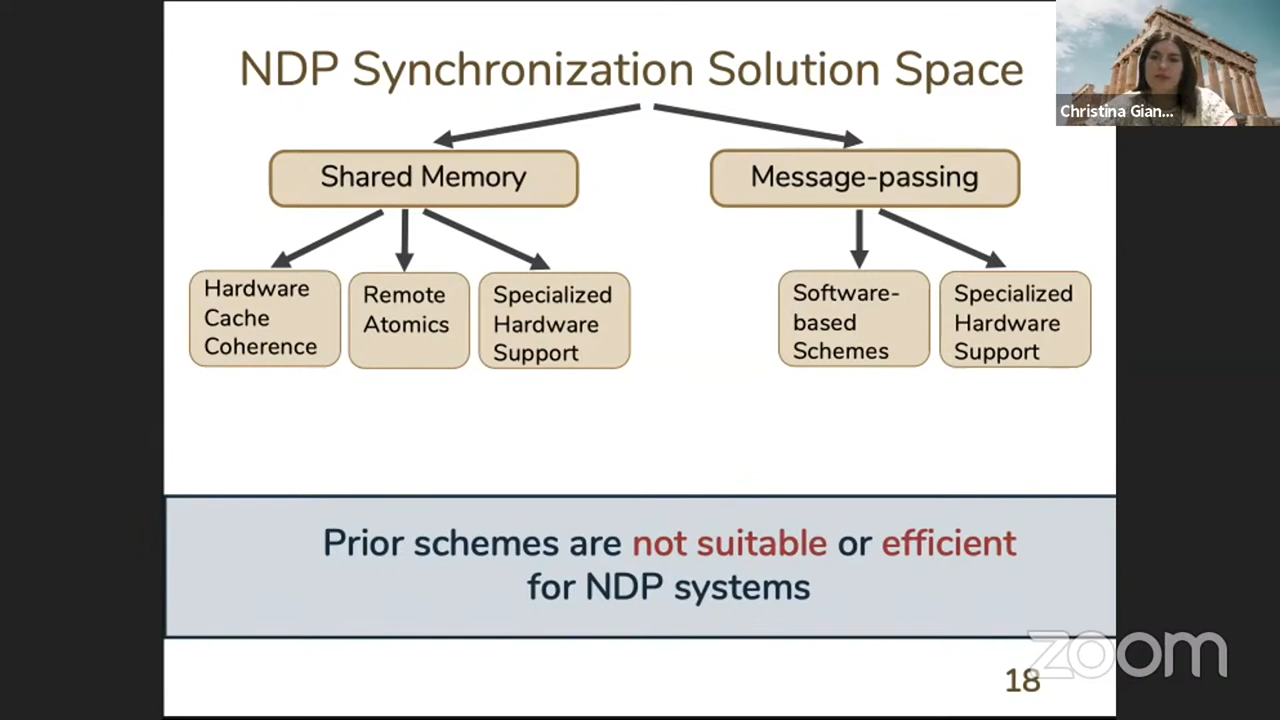 NDP Synchronization Solution Space
Christina Gian...
Shared Memory
Message-passing
Hardware
Cache
Coherence
Remote
Atomics
Specialized
Hardware
Support
Software-
based
Schemes
Specialized
Hardware
Support
Prior schemes are not suitable or efficient
for NDP systems
zoom
18